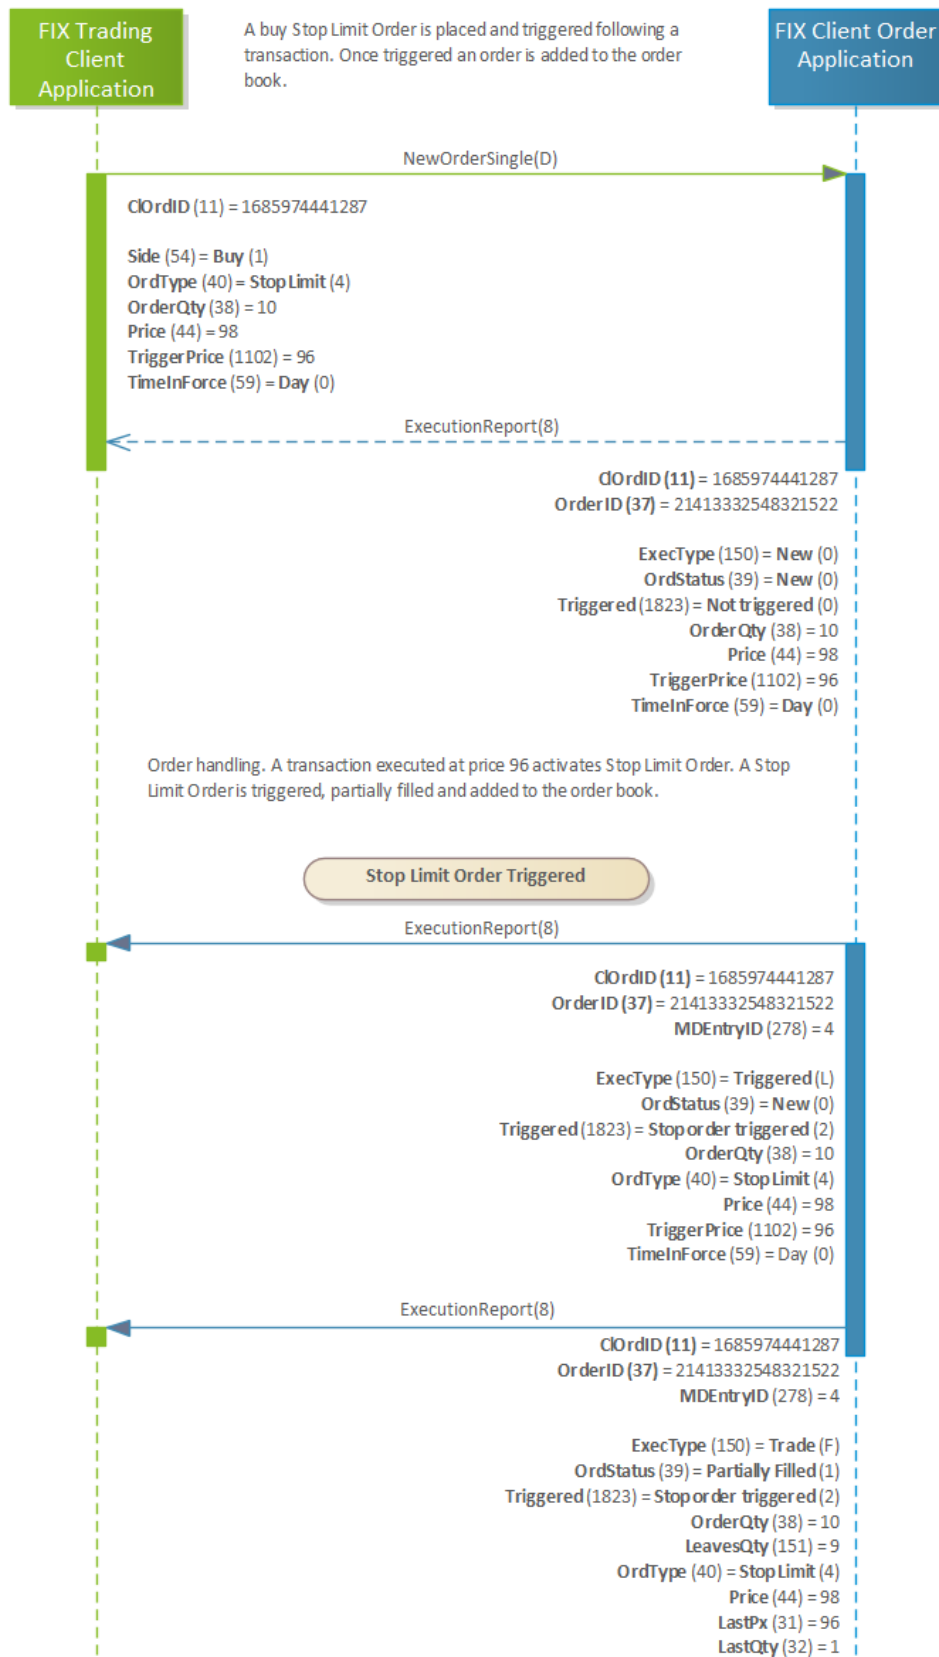 FIX Trading
Client
Application
A buy Stop Limit Order is placed and triggered following a
transaction. Once triggered an order is added to the order
book.
FIX Client Order
Application
NewOrderSingle(D)
ClOrdID (11) = 1685974441287
Side (54) = Buy (1)
OrdType (40) = Stop Limit (4)
OrderQty (38) = 10
Price (44) = 98
TriggerPrice (1102) = 96
TimeInForce (59) = Day (0)
ExecutionReport(8)
ClOrdID (11) = 1685974441287
OrderID (37) = 21413332548321522
ExecType (150) = New (0)
OrdStatus (39) = New (0)
Triggered (1823) = Not triggered (0)
OrderQty (38) = 10
Price (44) = 98
TriggerPrice (1102) = 96
TimeInForce (59) = Day (0)
Order handling. A transaction executed at price 96 activates Stop Limit Order. A Stop
Limit Order is triggered, partially filled and added to the order book.
Stop Limit Order Triggered
ExecutionReport(8)
ClOrdID (11) = 1685974441287
OrderID (37) = 21413332548321522
MDEntryID (278) = 4
ExecType (150) = Triggered (L)
OrdStatus (39) = New (0)
Triggered (1823) = Stop order triggered (2)
OrderQty (38) = 10
OrdType (40) = Stop Limit (4)
Price (44) = 98
TriggerPrice (1102) = 96
TimeInForce (59) = Day (0)
ExecutionReport(8)
ClOrdID (11) = 1685974441287
OrderID (37) = 21413332548321522
MDEntryID (278) = 4
ExecType (150) = Trade (F)
OrdStatus (39) = Partially Filled (1)
Triggered (1823) = Stop order triggered (2)
OrderQty (38) = 10
LeavesQty (151) = 9
OrdType (40) = Stop Limit (4)
Price (44) = 98
LastPx (31) = 96
LastQty (32) = 1